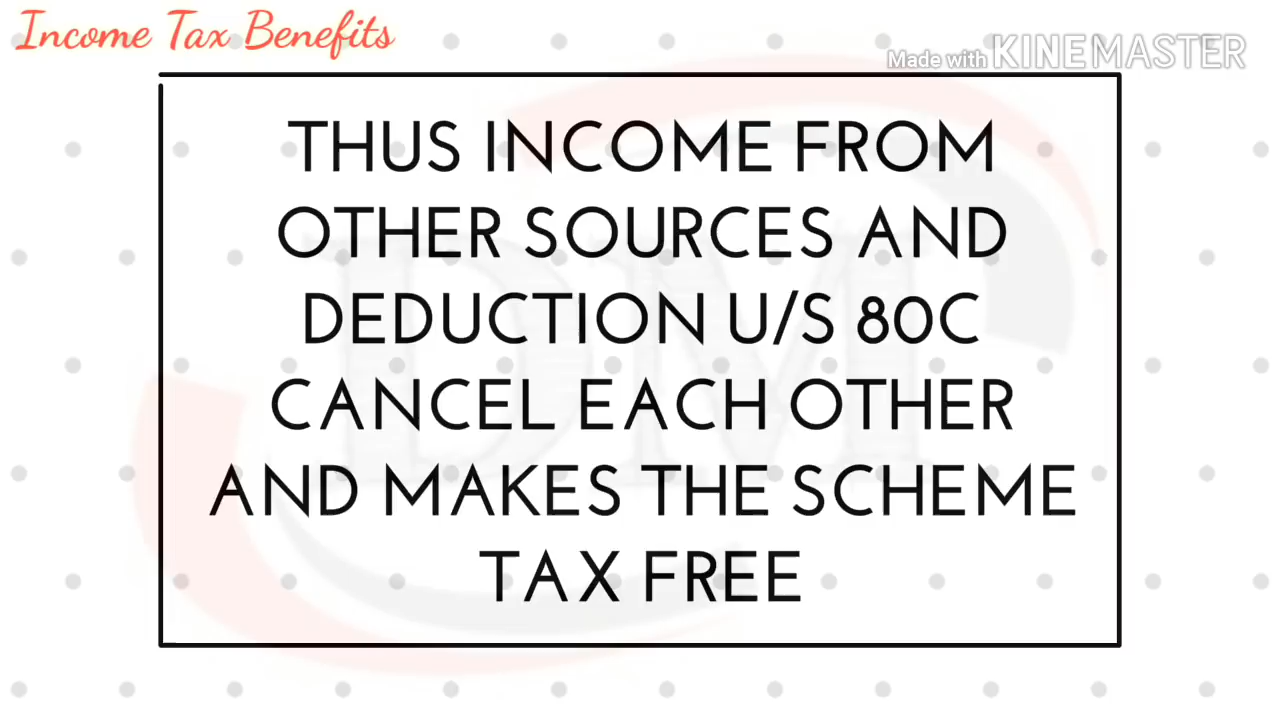 Income Tax Benefits
Made with KINEMASTER
THUS INCOME FROM
OTHER SOURCES AND
DEDUCTION U/S 80C
CANCEL EACH OTHER
AND MAKES THE SCHEME
TAX FREE
DM